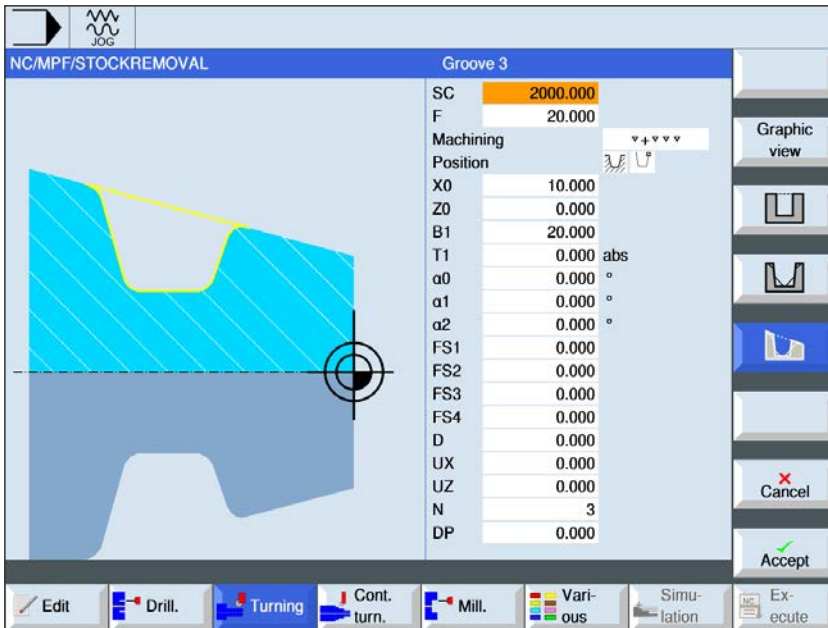 JOG
NC/MPF/STOCKREMOVAL
Groove 3
SC 2000.000
F 20.000
Machining
Position
X0 10.000
Z0 0.000
B1 20.000
T1 0.000 abs
α0 0.000 °
α1 0.000 °
α2 0.000 °
FS1 0.000
FS2 0.000
FS3 0.000
FS4 0.000
D 0.000
UX 0.000
UZ 0.000
N 3
DP 0.000
Graphic
view
Cancel
Accept
Edit
Drill.
Turning
Cont.
turn.
Mill.
Vari-
ous
Simu-
lation
NC
Ex-
ecute